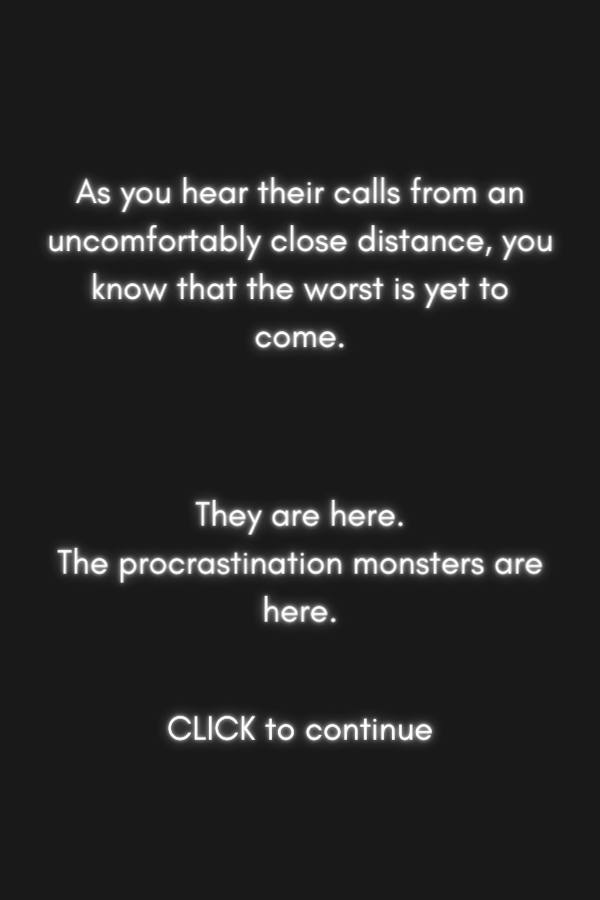 As you hear their calls from an
uncomfortably close distance, you
know that the worst is yet to
come.
They are here.
The procrastination monsters are
here.
CLICK to continue